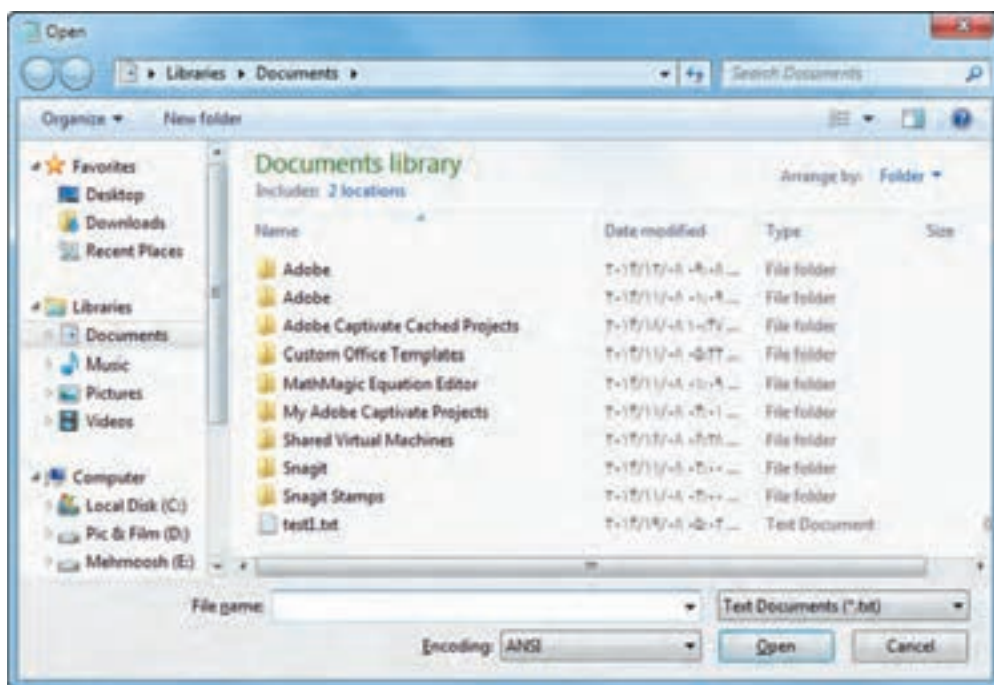 Open
Libraries ▸ Documents ▸
Search Documents
Organize
New folder
Favorites
Desktop
Downloads
Recent Places
Libraries
Documents
Music
Pictures
Videos
Computer
Local Disk (C:)
Pic & Film (D:)
Mehrnoosh (E:)
Documents library
Includes: 2 locations
Arrange by: Folder
Name Date modified Type Size
Adobe File folder
Adobe File folder
Adobe Captivate Cached Projects File folder
Custom Office Templates File folder
MathMagic Equation Editor File folder
My Adobe Captivate Projects File folder
Shared Virtual Machines File folder
Snagit File folder
Snagit Stamps File folder
test1.txt Text Document
File name: Text Documents (*.txt)
Encoding: ANSI Open Cancel